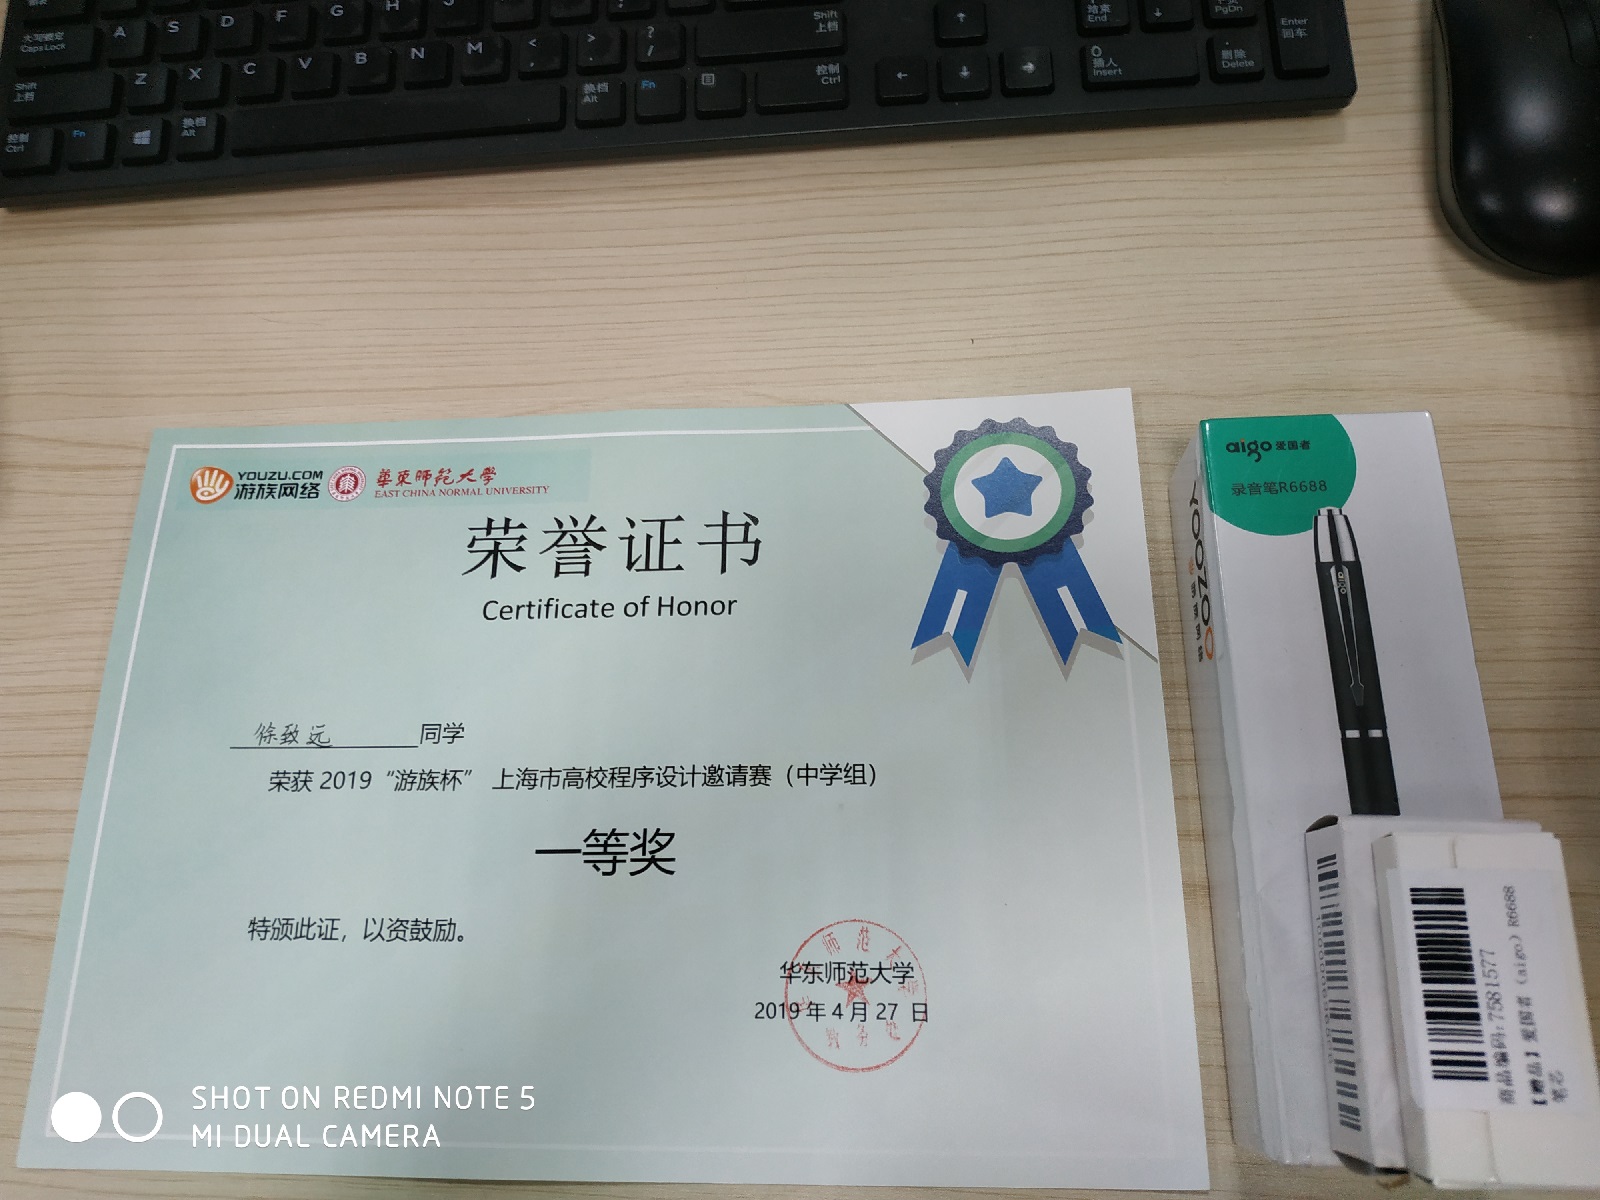 大写锁定
Caps Lock
A
S
D
F
G
H
J
Shift
上档
结束
End
PgDn
Enter
回车
Shift
上档
Z
X
C
V
B
N
M
<
,
>
.
?
/
↑
↓
控制
Ctrl
Fn
换档
Alt
换档
Alt
Fn
控制
Ctrl
←
↓
→
0
插入
Insert
删除
Delete
YOUZU.COM
游族网络
華東師範大學
EAST CHINA NORMAL UNIVERSITY
荣誉证书
Certificate of Honor
徐致远 同学
荣获 2019 “游族杯” 上海市高校程序设计邀请赛（中学组）
一等奖
特颁此证，以资鼓励。
华东师范大学
2019 年 4 月 27 日
aigo 爱国者
录音笔R6688
YOOZOO
aigo
商品编码：7581577
【赠品】爱国者（aigo）R6688
笔芯
SHOT ON REDMI NOTE 5
MI DUAL CAMERA